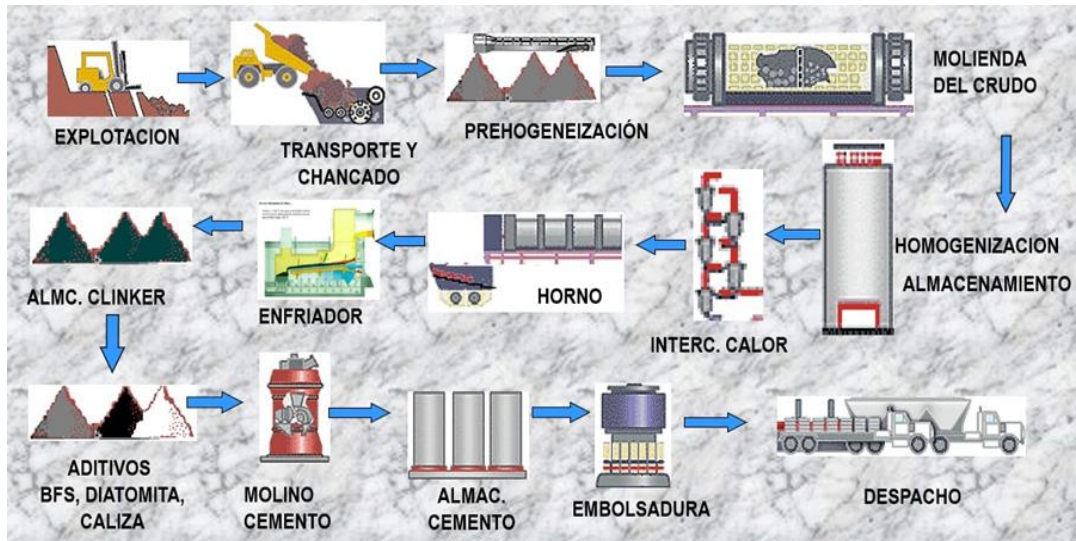 EXPLOTACION
TRANSPORTE Y
CHANCADO
PREHOGENEIZACIÓN
MOLIENDA
DEL CRUDO
HOMOGENIZACION
ALMACENAMIENTO
INTERC. CALOR
HORNO
ENFRIADOR
ALMC. CLINKER
ADITIVOS
BFS, DIATOMITA,
CALIZA
MOLINO
CEMENTO
ALMAC.
CEMENTO
EMBOLSADURA
DESPACHO